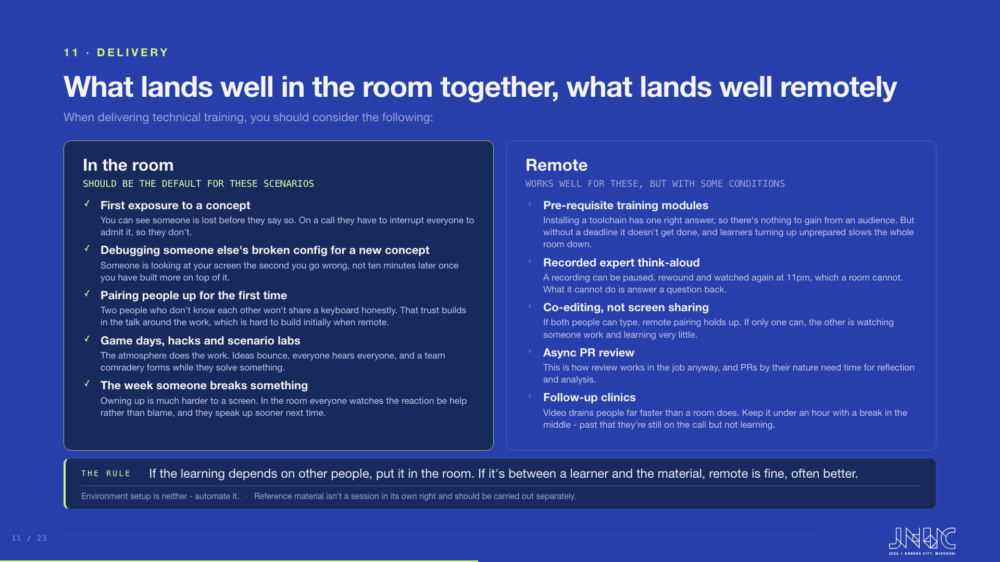 11 · DELIVERY
What lands well in the room together, what lands well remotely
When delivering technical training, you should consider the following:
In the room
SHOULD BE THE DEFAULT FOR THESE SCENARIOS
✓ First exposure to a concept
You can see someone is lost before they say so. On a call they have to interrupt everyone to
admit it, so they don't.
✓ Debugging someone else's broken config for a new concept
Someone is looking at your screen the second you go wrong, not ten minutes later once
you have built more on top of it.
✓ Pairing people up for the first time
Two people who don't know each other won't share a keyboard honestly. That trust builds
in the talk around the work, which is hard to build initially when remote.
✓ Game days, hacks and scenario labs
The atmosphere does the work. Ideas bounce, everyone hears everyone, and a team
comradery forms while they solve something.
✓ The week someone breaks something
Owning up is much harder to a screen. In the room everyone watches the reaction be help
rather than blame, and they speak up sooner next time.
Remote
WORKS WELL FOR THESE, BUT WITH SOME CONDITIONS
› Pre-requisite training modules
Installing a toolchain has one right answer, so there's nothing to gain from an audience. But
without a deadline it doesn't get done, and learners turning up unprepared slows the whole
room down.
› Recorded expert think-aloud
A recording can be paused, rewound and watched again at 11pm, which a room cannot.
What it cannot do is answer a question back.
› Co-editing, not screen sharing
If both people can type, remote pairing holds up. If only one can, the other is watching
someone work and learning very little.
› Async PR review
This is how review works in the job anyway, and PRs by their nature need time for reflection
and analysis.
› Follow-up clinics
Video drains people far faster than a room does. Keep it under an hour with a break in the
middle - past that they're still on the call but not learning.
THE RULE If the learning depends on other people, put it in the room. If it's between a learner and the material, remote is fine, often better.
Environment setup is neither - automate it. · Reference material isn't a session in its own right and should be carried out separately.
11 / 23
JNUC
2026 | KANSAS CITY, MISSOURI